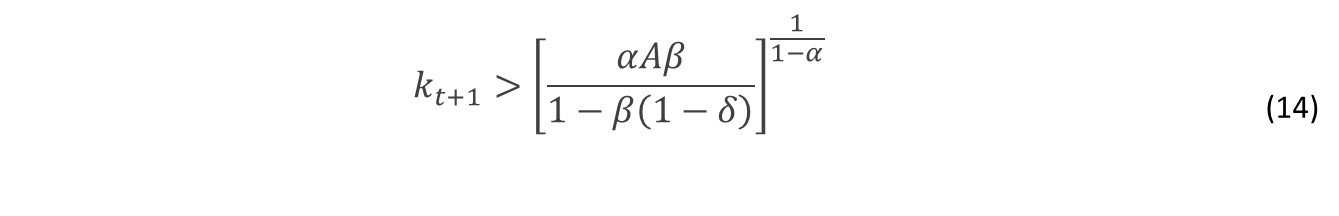 k_{t+1} > [αAβ / (1 − β(1 − δ))]^{1/(1−α)} (14)